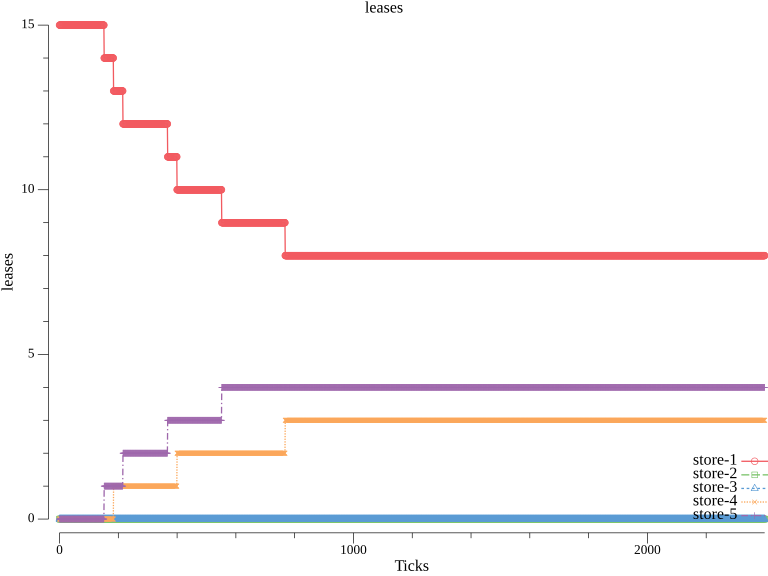 leases
15
10
5
0
leases
0
1000
2000
Ticks
store-1
store-2
store-3
store-4
store-5